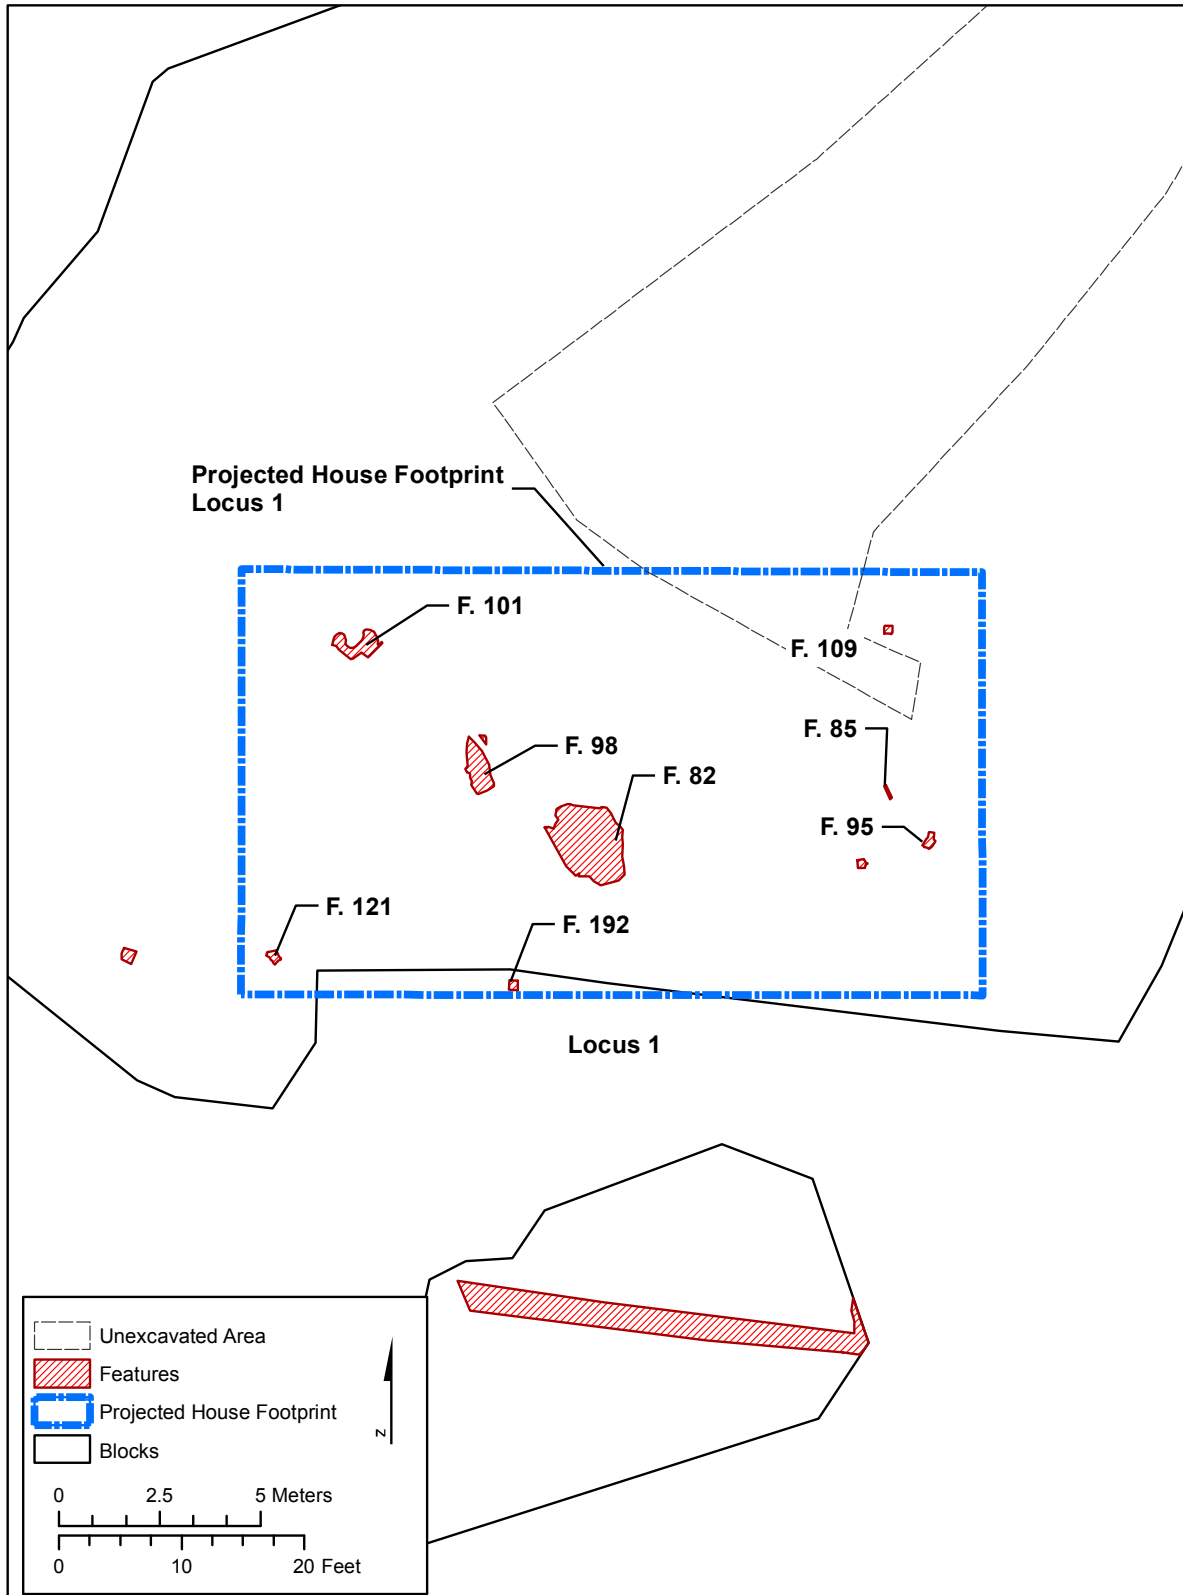 Projected House Footprint
Locus 1
F. 101
F. 109
F. 85
F. 98
F. 82
F. 95
F. 121
F. 192
Locus 1
Unexcavated Area
Features
Projected House Footprint
Blocks
z
0 2.5 5 Meters
0 10 20 Feet